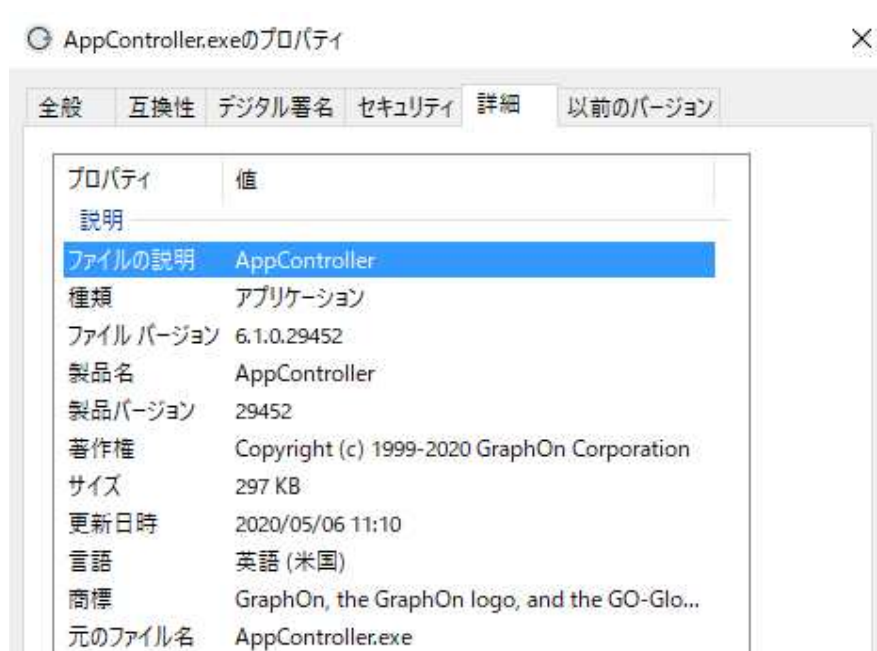 AppController.exeのプロパティ
全般 互換性 デジタル署名 セキュリティ 詳細 以前のバージョン
プロパティ 値
説明
ファイルの説明 AppController
種類 アプリケーション
ファイル バージョン 6.1.0.29452
製品名 AppController
製品バージョン 29452
著作権 Copyright (c) 1999-2020 GraphOn Corporation
サイズ 297 KB
更新日時 2020/05/06 11:10
言語 英語 (米国)
商標 GraphOn, the GraphOn logo, and the GO-Glo...
元のファイル名 AppController.exe